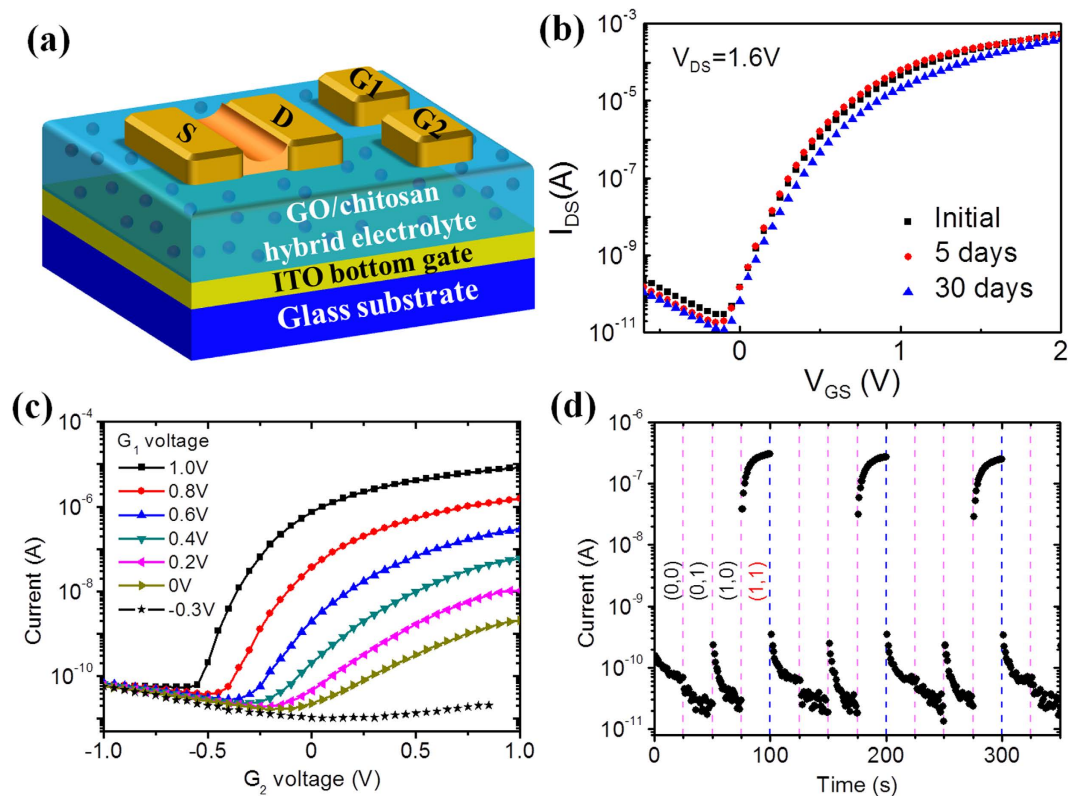 (a)
S
D
G1
G2
GO/chitosan
hybrid electrolyte
ITO bottom gate
Glass substrate
(b)
V_DS=1.6V
10^-3
10^-5
10^-7
10^-9
10^-11
I_DS(A)
Initial
5 days
30 days
0
1
2
V_GS (V)
(c)
G_1 voltage
1.0V
0.8V
0.6V
0.4V
0.2V
0V
-0.3V
10^-4
10^-6
10^-8
10^-10
Current (A)
-1.0
-0.5
0
0.5
1.0
G_2 voltage (V)
(d)
10^-6
10^-7
10^-8
10^-9
10^-10
10^-11
Current (A)
(0,0)
(0,1)
(1,0)
(1,1)
0
100
200
300
Time (s)